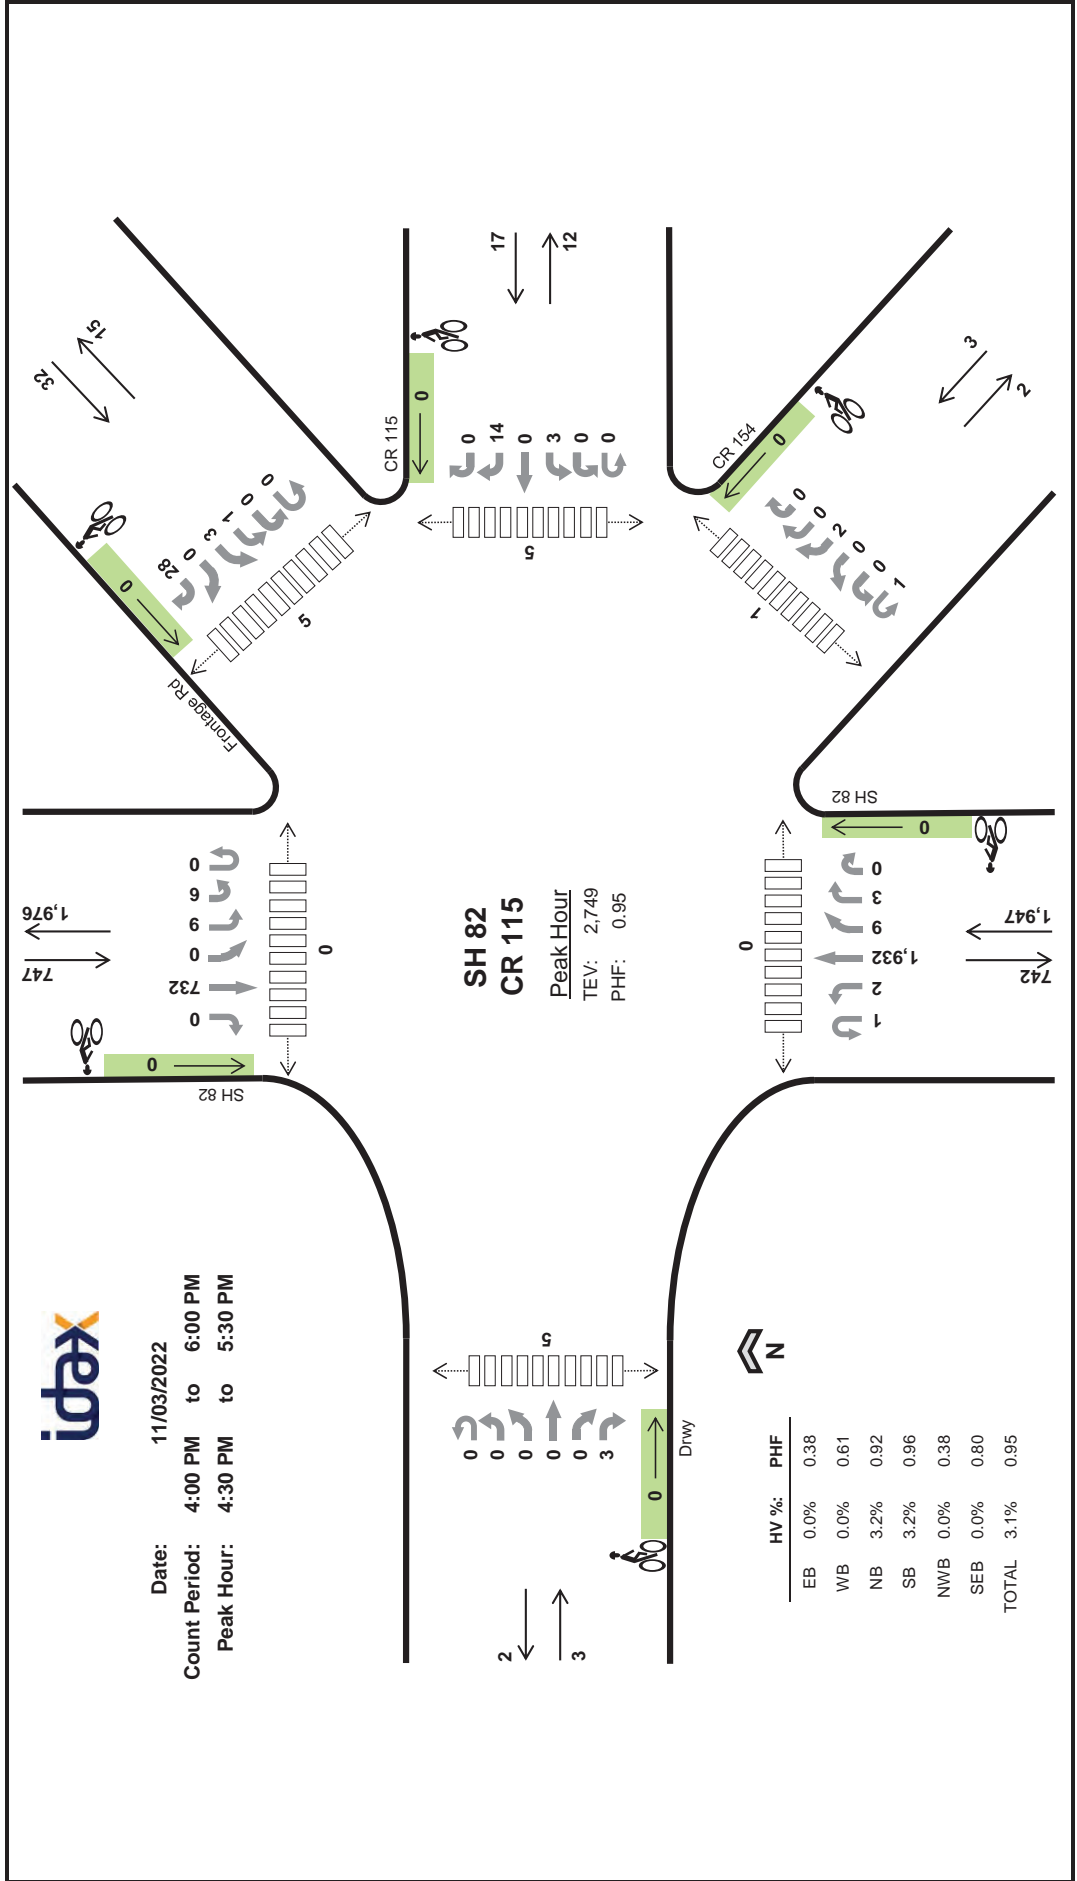 idax
Date: 11/03/2022
Count Period: 4:00 PM to 6:00 PM
Peak Hour: 4:30 PM to 5:30 PM
SH 82
747
1,976
0
0
732
0
9
6
0
0
Frontage Rd
32
15
0
28
0
3
1
0
0
5
CR 115
17
12
0
0
14
0
3
0
0
5
SH 82
CR 115
Peak Hour
TEV: 2,749
PHF: 0.95
2
3
0
0
0
0
0
3
5
0
Drwy
CR 154
3
2
0
0
0
2
0
0
1
1
0
1
2
1,932
9
3
0
0
SH 82
742
1,947
N
HV %: PHF
EB 0.0% 0.38
WB 0.0% 0.61
NB 3.2% 0.92
SB 3.2% 0.96
NWB 0.0% 0.38
SEB 0.0% 0.80
TOTAL 3.1% 0.95